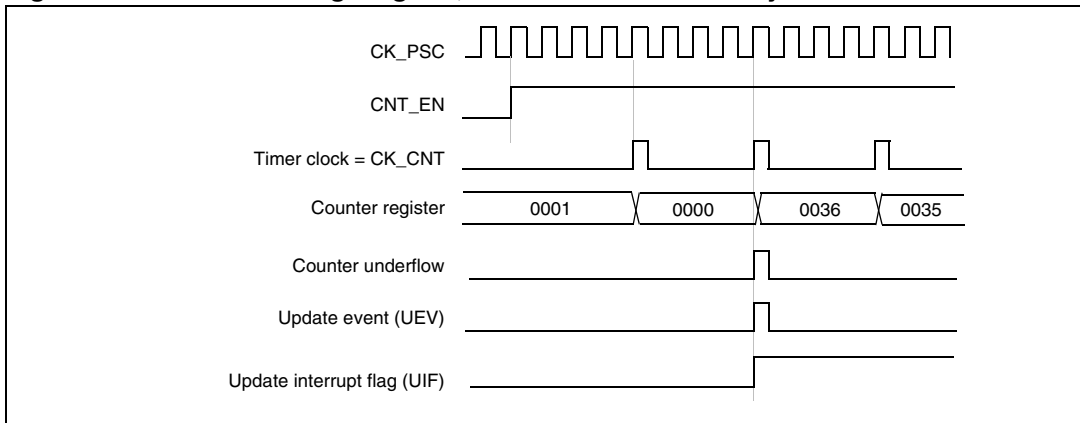 CK_PSC
CNT_EN
Timer clock = CK_CNT
Counter register 0001 0000 0036 0035
Counter underflow
Update event (UEV)
Update interrupt flag (UIF)